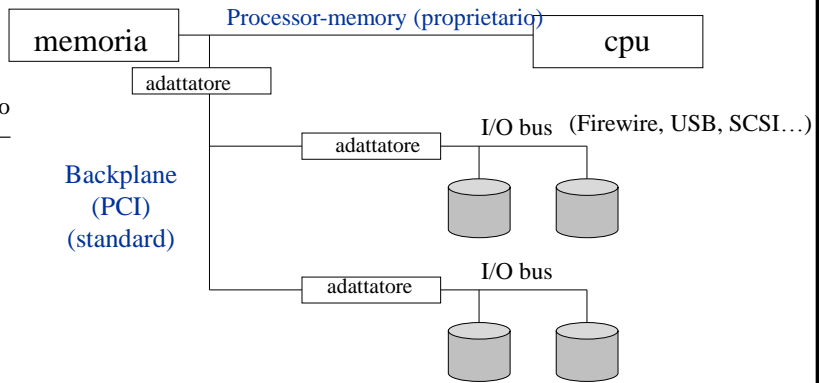 Processor-memory (proprietario)
memoria
cpu
adattatore
o
I/O bus
(Firewire, USB, SCSI…)
adattatore
Backplane
(PCI)
(standard)
I/O bus
adattatore